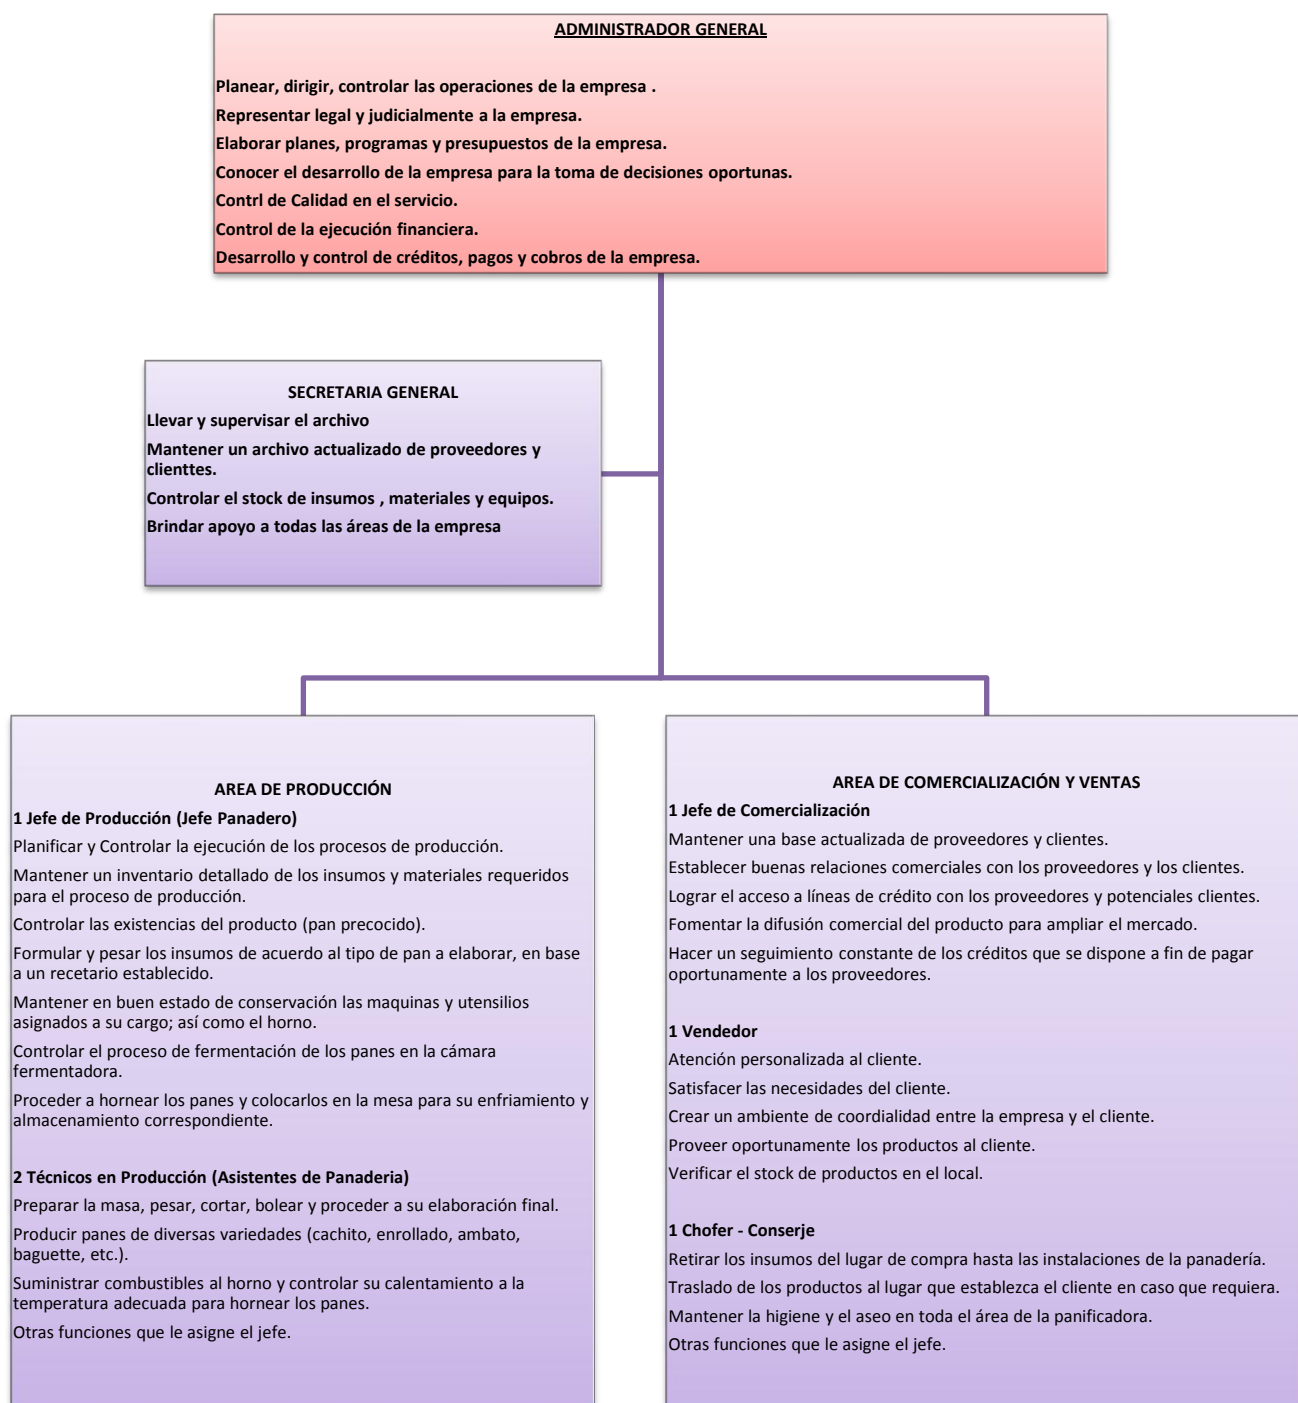 ADMINISTRADOR GENERAL
Planear, dirigir, controlar las operaciones de la empresa .
Representar legal y judicialmente a la empresa.
Elaborar planes, programas y presupuestos de la empresa.
Conocer el desarrollo de la empresa para la toma de decisiones oportunas.
Contrl de Calidad en el servicio.
Control de la ejecución financiera.
Desarrollo y control de créditos, pagos y cobros de la empresa.
SECRETARIA GENERAL
Llevar y supervisar el archivo
Mantener un archivo actualizado de proveedores y
clienttes.
Controlar el stock de insumos , materiales y equipos.
Brindar apoyo a todas las áreas de la empresa
AREA DE PRODUCCIÓN
1 Jefe de Producción (Jefe Panadero)
Planificar y Controlar la ejecución de los procesos de producción.
Mantener un inventario detallado de los insumos y materiales requeridos
para el proceso de producción.
Controlar las existencias del producto (pan precocido).
Formular y pesar los insumos de acuerdo al tipo de pan a elaborar, en base
a un recetario establecido.
Mantener en buen estado de conservación las maquinas y utensilios
asignados a su cargo; así como el horno.
Controlar el proceso de fermentación de los panes en la cámara
fermentadora.
Proceder a hornear los panes y colocarlos en la mesa para su enfriamiento y
almacenamiento correspondiente.
2 Técnicos en Producción (Asistentes de Panaderia)
Preparar la masa, pesar, cortar, bolear y proceder a su elaboración final.
Producir panes de diversas variedades (cachito, enrollado, ambato,
baguette, etc.).
Suministrar combustibles al horno y controlar su calentamiento a la
temperatura adecuada para hornear los panes.
Otras funciones que le asigne el jefe.
AREA DE COMERCIALIZACIÓN Y VENTAS
1 Jefe de Comercialización
Mantener una base actualizada de proveedores y clientes.
Establecer buenas relaciones comerciales con los proveedores y los clientes.
Lograr el acceso a líneas de crédito con los proveedores y potenciales clientes.
Fomentar la difusión comercial del producto para ampliar el mercado.
Hacer un seguimiento constante de los créditos que se dispone a fin de pagar
oportunamente a los proveedores.
1 Vendedor
Atención personalizada al cliente.
Satisfacer las necesidades del cliente.
Crear un ambiente de coordialidad entre la empresa y el cliente.
Proveer oportunamente los productos al cliente.
Verificar el stock de productos en el local.
1 Chofer - Conserje
Retirar los insumos del lugar de compra hasta las instalaciones de la panadería.
Traslado de los productos al lugar que establezca el cliente en caso que requiera.
Mantener la higiene y el aseo en toda el área de la panificadora.
Otras funciones que le asigne el jefe.